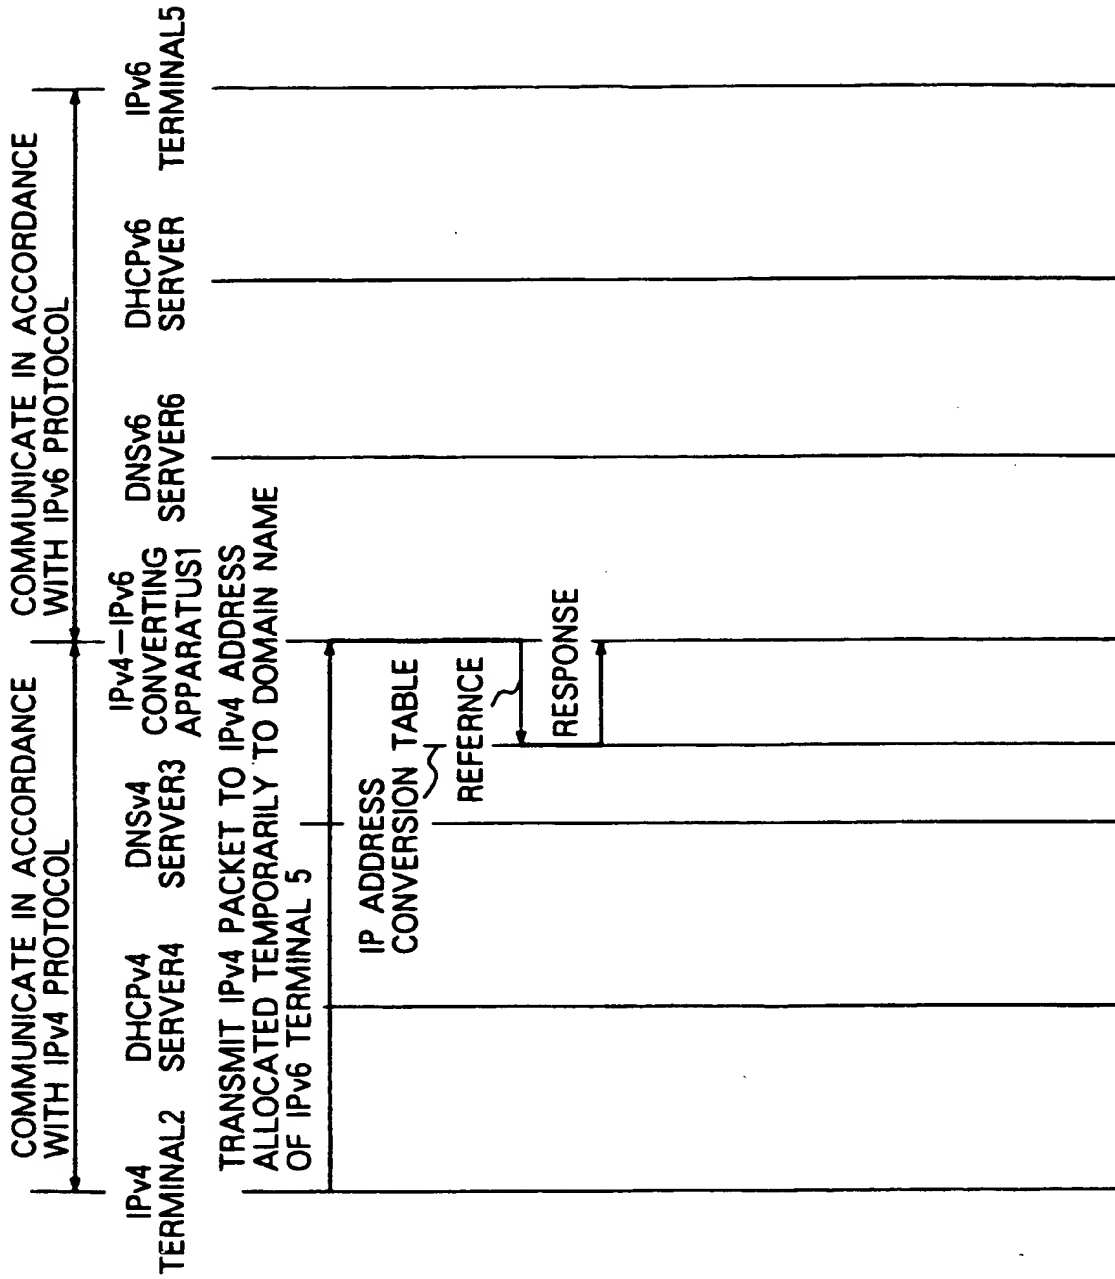 COMMUNICATE IN ACCORDANCE
WITH IPv4 PROTOCOL
COMMUNICATE IN ACCORDANCE
WITH IPv6 PROTOCOL
IPv4
TERMINAL2
DHCPv4
SERVER4
DNSv4
SERVER3
IPv4—IPv6
CONVERTING
APPARATUS1
DNSv6
SERVER6
DHCPv6
SERVER
IPv6
TERMINAL5
TRANSMIT IPv4 PACKET TO IPv4 ADDRESS
ALLOCATED TEMPORARILY TO DOMAIN NAME
OF IPv6 TERMINAL 5
IP ADDRESS
CONVERSION TABLE
REFERNCE
RESPONSE